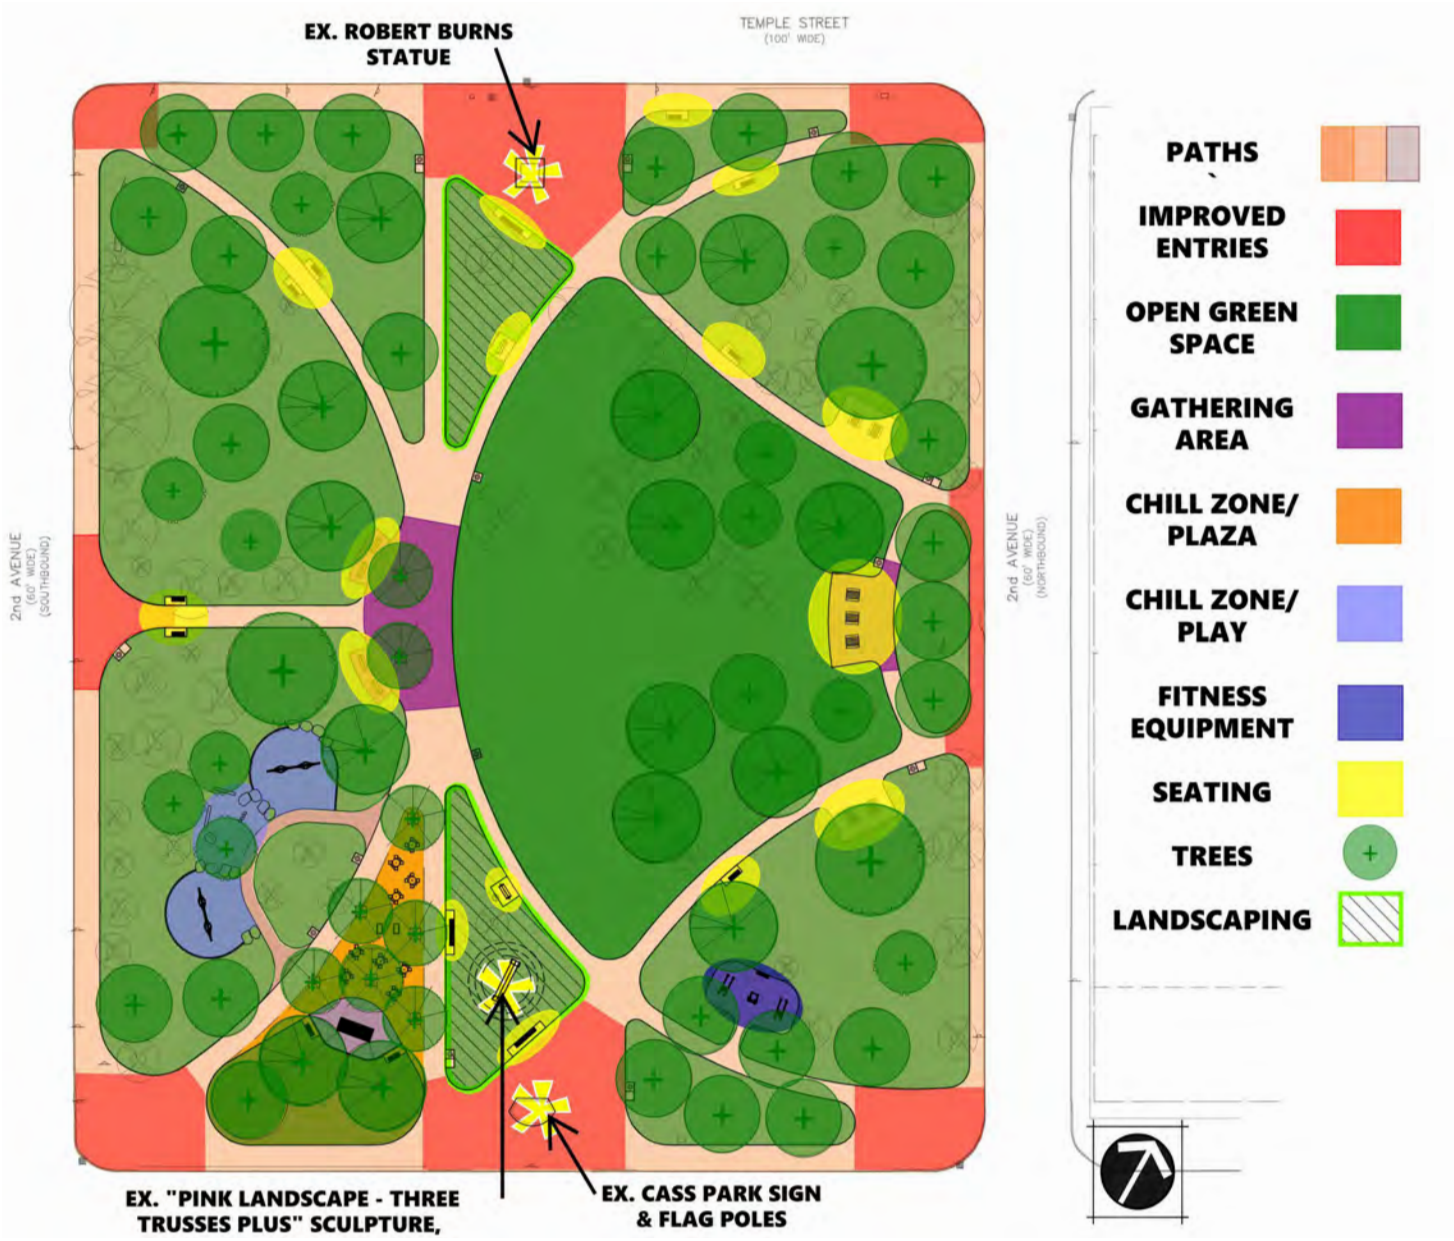 EX. ROBERT BURNS
STATUE
TEMPLE STREET
(100' WIDE)
2nd AVENUE
(60' WIDE)
(SOUTHBOUND)
2nd AVENUE
(60' WIDE)
(NORTHBOUND)
PATHS
IMPROVED
ENTRIES
OPEN GREEN
SPACE
GATHERING
AREA
CHILL ZONE/
PLAZA
CHILL ZONE/
PLAY
FITNESS
EQUIPMENT
SEATING
TREES
LANDSCAPING
EX. "PINK LANDSCAPE - THREE
TRUSSES PLUS" SCULPTURE,
EX. CASS PARK SIGN
& FLAG POLES